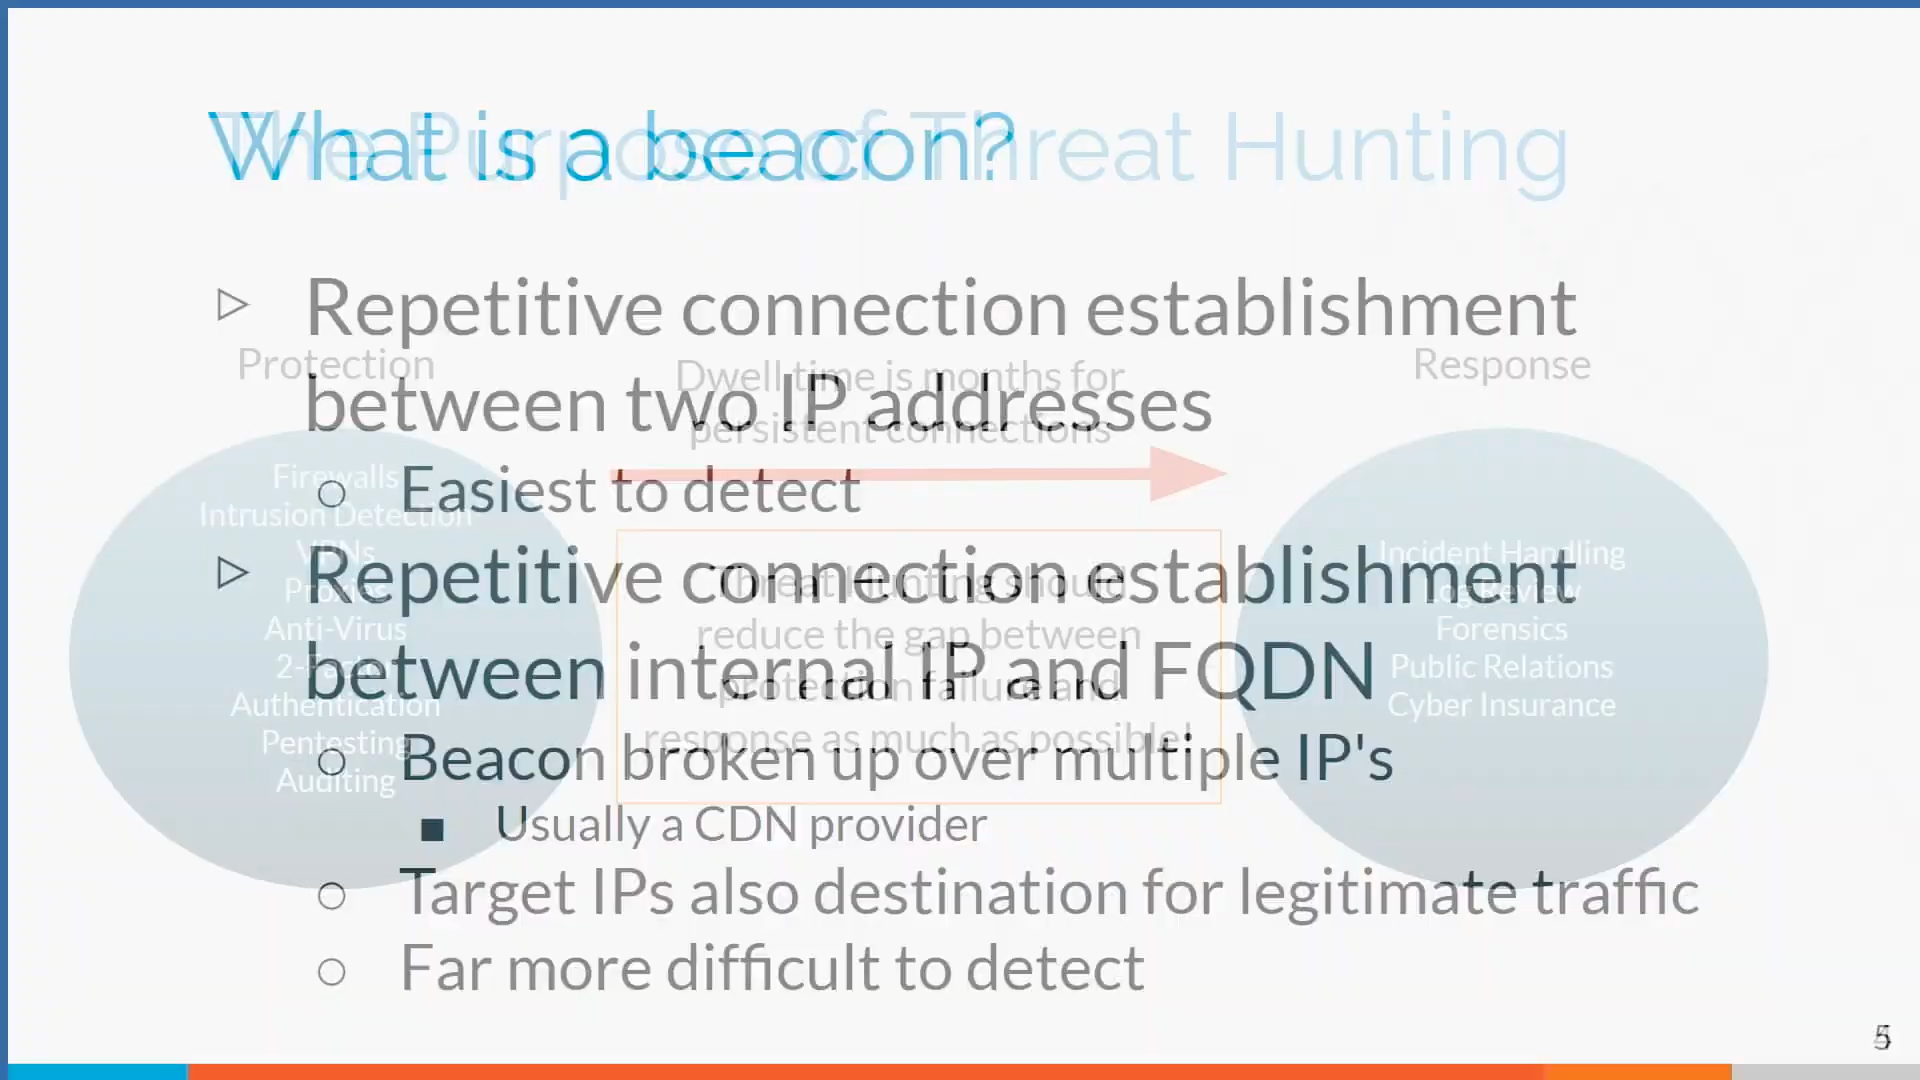 What is a beacon?
▷ Repetitive connection establishment
between two IP addresses
○ Easiest to detect
▷ Repetitive connection establishment
between internal IP and FQDN
○ Beacon broken up over multiple IP's
■ Usually a CDN provider
○ Target IPs also destination for legitimate traffic
○ Far more difficult to detect
The Purpose of Threat Hunting
Protection
Firewalls
Intrusion Detection
VPNs
Proxies
Anti-Virus
2-Factor
Authentication
Pentesting
Auditing
Dwell time is months for
persistent connections
Threat Hunting should
reduce the gap between
protection failure and
response as much as possible!
Response
Incident Handling
Log Review
Forensics
Public Relations
Cyber Insurance
5